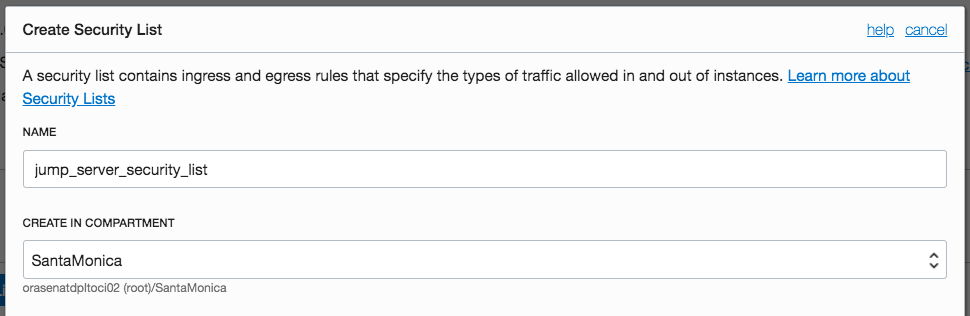 Create Security List help cancel
A security list contains ingress and egress rules that specify the types of traffic allowed in and out of instances. Learn more about
Security Lists
NAME
jump_server_security_list
CREATE IN COMPARTMENT
SantaMonica
orasenatdpltoci02 (root)/SantaMonica